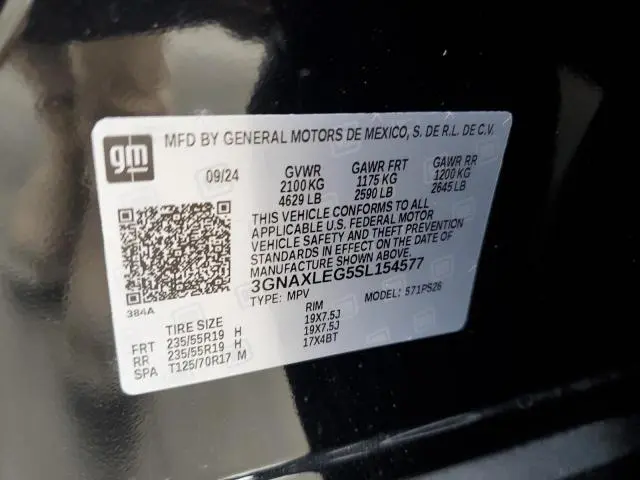 gm
MFD BY GENERAL MOTORS DE MEXICO, S. DE R.L. DE C.V.
09/24 GVWR GAWR FRT GAWR RR
2100 KG 1175 KG 1200 KG
4629 LB 2590 LB 2645 LB
THIS VEHICLE CONFORMS TO ALL
APPLICABLE U.S. FEDERAL MOTOR
VEHICLE SAFETY AND THEFT PREVENTION
STANDARDS IN EFFECT ON THE DATE OF
MANUFACTURE SHOWN ABOVE.
3GNAXLEG5SL154577
TYPE: MPV MODEL: 571PS26
384A
TIRE SIZE RIM
FRT 235/55R19 H 19X7.5J
RR 235/55R19 H 19X7.5J
SPA T125/70R17 M 17X4BT